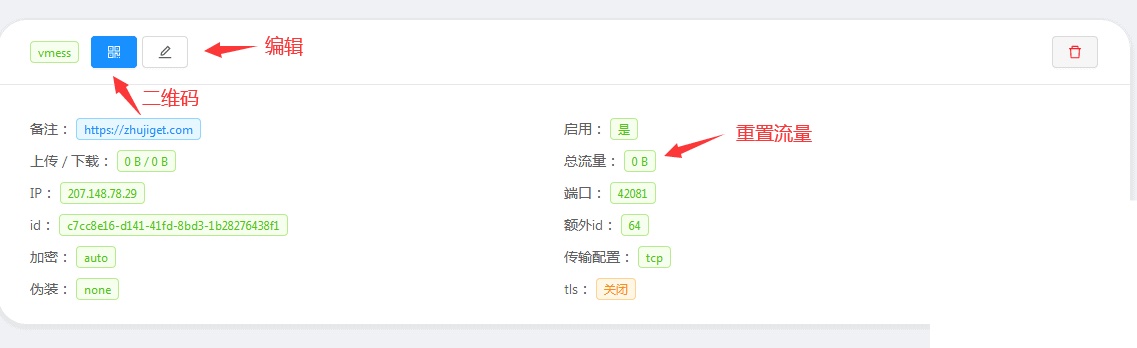 vmess 编辑
二维码
备注： https://zhujiget.com 启用： 是
重置流量
上传 / 下载： 0 B / 0 B 总流量： 0 B
IP： 207.148.78.29 端口： 42081
id： c7cc8e16-d141-41fd-8bd3-1b28276438f1 额外id： 64
加密： auto 传输配置： tcp
伪装： none tls： 关闭